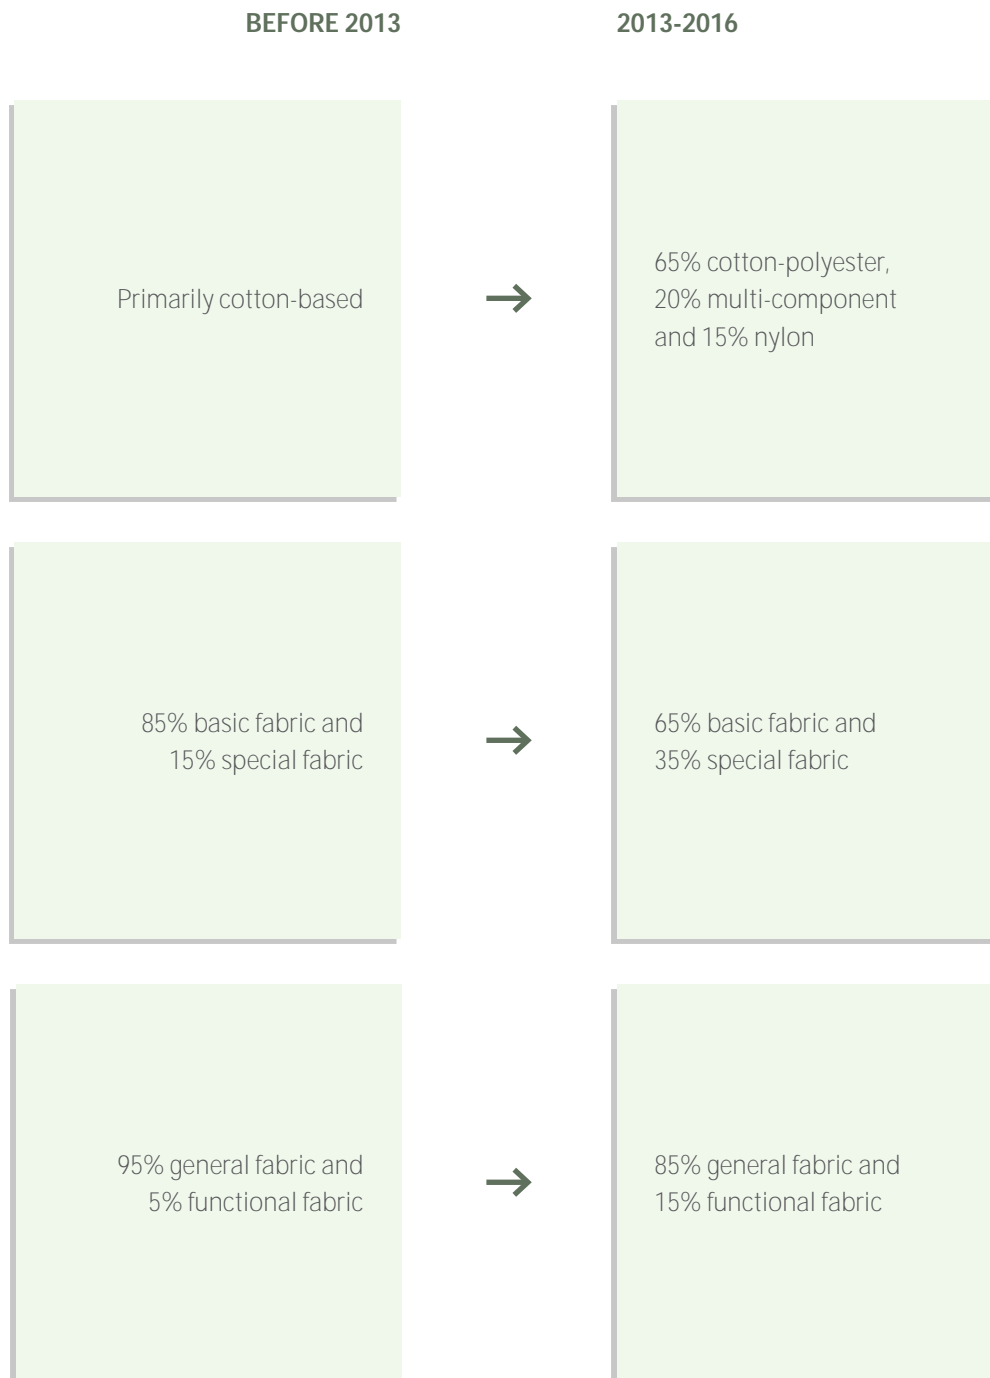 BEFORE 2013
2013-2016
Primarily cotton-based
→
65% cotton-polyester,
20% multi-component
and 15% nylon
85% basic fabric and
15% special fabric
→
65% basic fabric and
35% special fabric
95% general fabric and
5% functional fabric
→
85% general fabric and
15% functional fabric